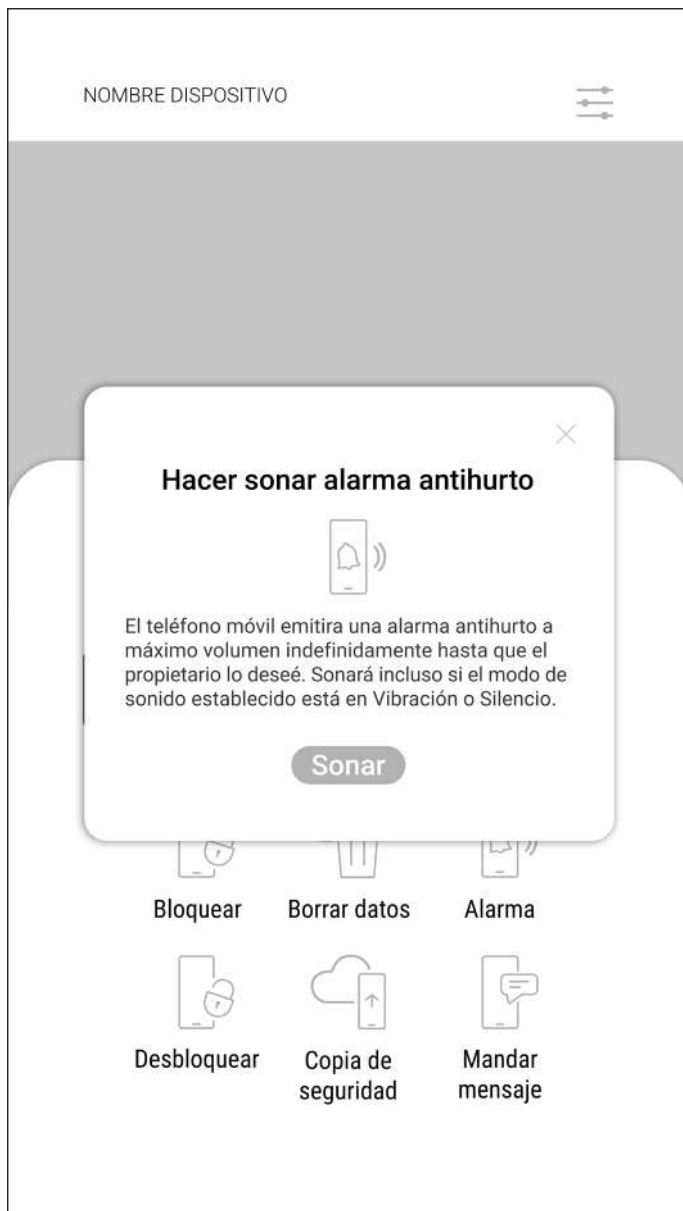 NOMBRE DISPOSITIVO
Hacer sonar alarma antihurto
El teléfono móvil emitira una alarma antihurto a
máximo volumen indefinidamente hasta que el
propietario lo deseé. Sonará incluso si el modo de
sonido establecido está en Vibración o Silencio.
Sonar
Bloquear Borrar datos Alarma
Desbloquear Copia de Mandar
seguridad mensaje